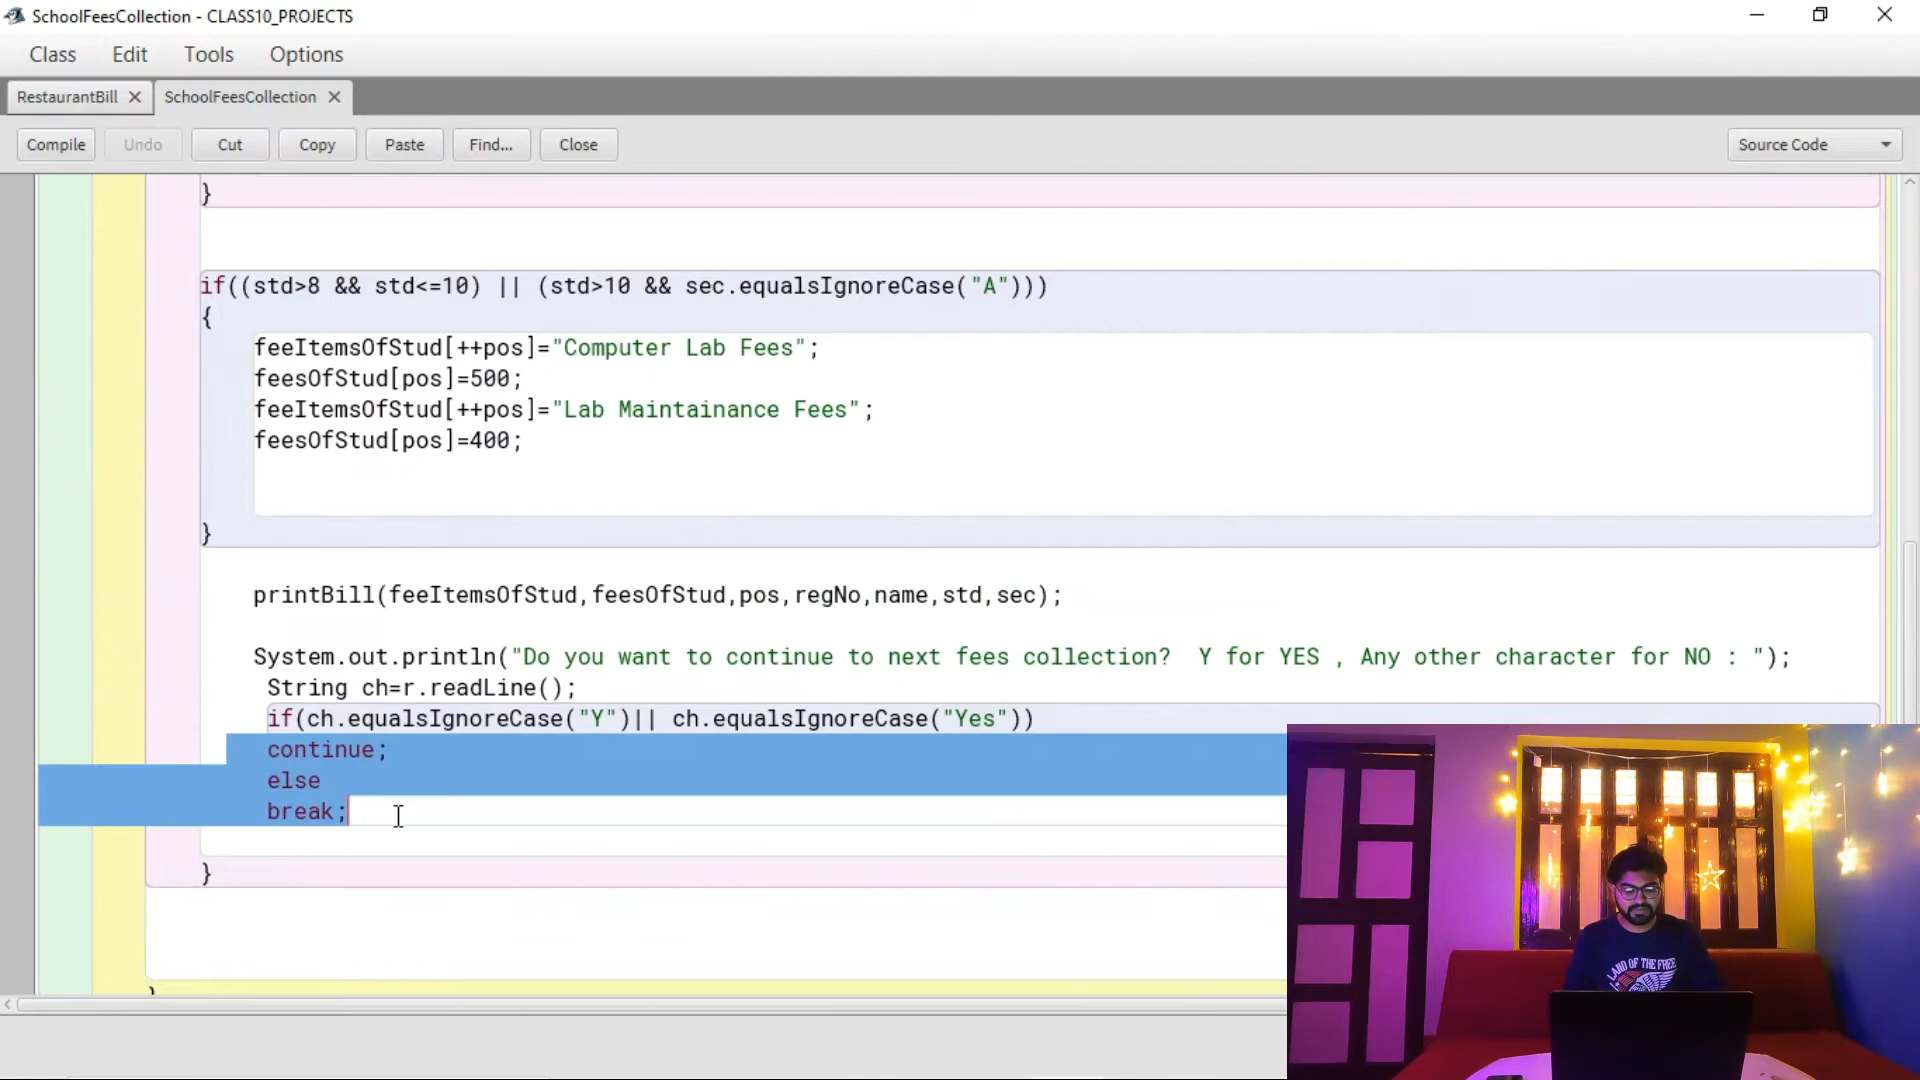 SchoolFeesCollection - CLASS10_PROJECTS
Class Edit Tools Options
RestaurantBill SchoolFeesCollection
Compile Undo Cut Copy Paste Find... Close Source Code
}
if((std>8 && std<=10) || (std>10 && sec.equalsIgnoreCase("A")))
{
feeItemsOfStud[++pos]="Computer Lab Fees";
feesOfStud[pos]=500;
feeItemsOfStud[++pos]="Lab Maintainance Fees";
feesOfStud[pos]=400;
}
printBill(feeItemsOfStud,feesOfStud,pos,regNo,name,std,sec);
System.out.println("Do you want to continue to next fees collection?  Y for YES , Any other character for NO : ");
String ch=r.readLine();
if(ch.equalsIgnoreCase("Y")|| ch.equalsIgnoreCase("Yes"))
continue;
else
break;
}
}
LAND OF THE FREE